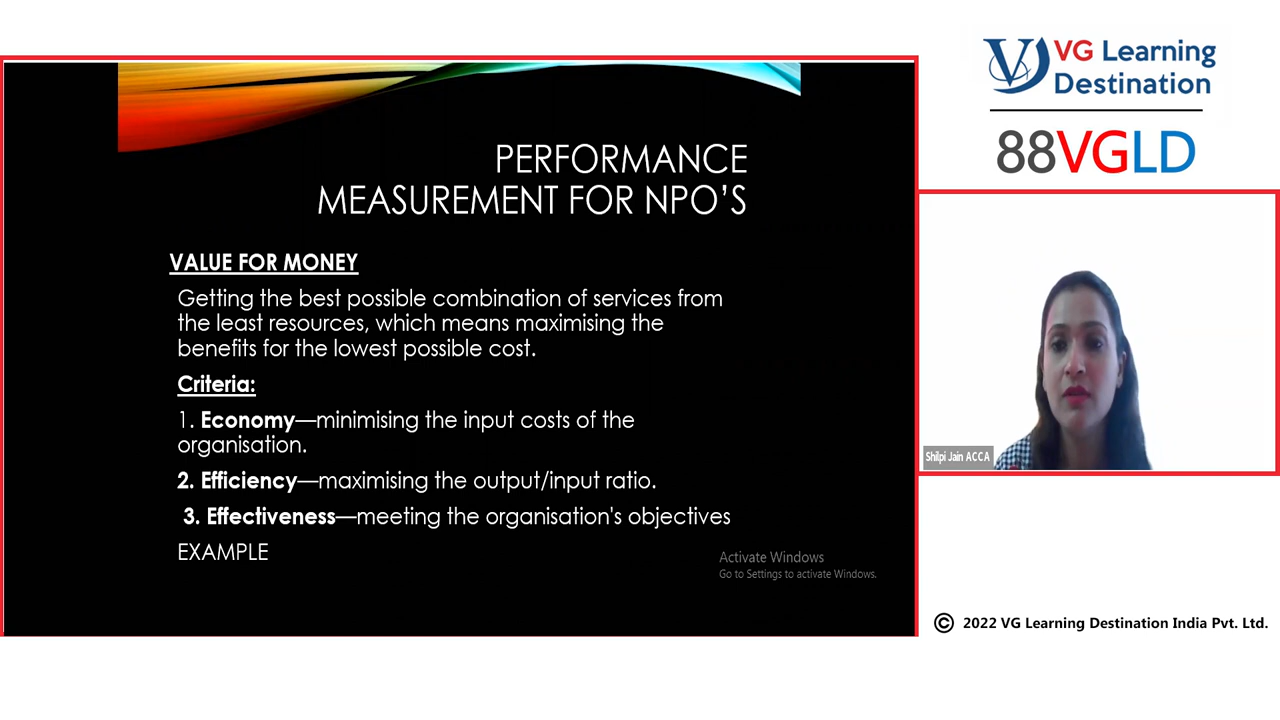 PERFORMANCE
MEASUREMENT FOR NPO'S
VALUE FOR MONEY
Getting the best possible combination of services from
the least resources, which means maximising the
benefits for the lowest possible cost.
Criteria:
1. Economy—minimising the input costs of the
organisation.
2. Efficiency—maximising the output/input ratio.
3. Effectiveness—meeting the organisation's objectives
EXAMPLE
Activate Windows
Go to Settings to activate Windows.
VG Learning
Destination
88VGLD
Shilpi Jain ACCA
© 2022 VG Learning Destination India Pvt. Ltd.